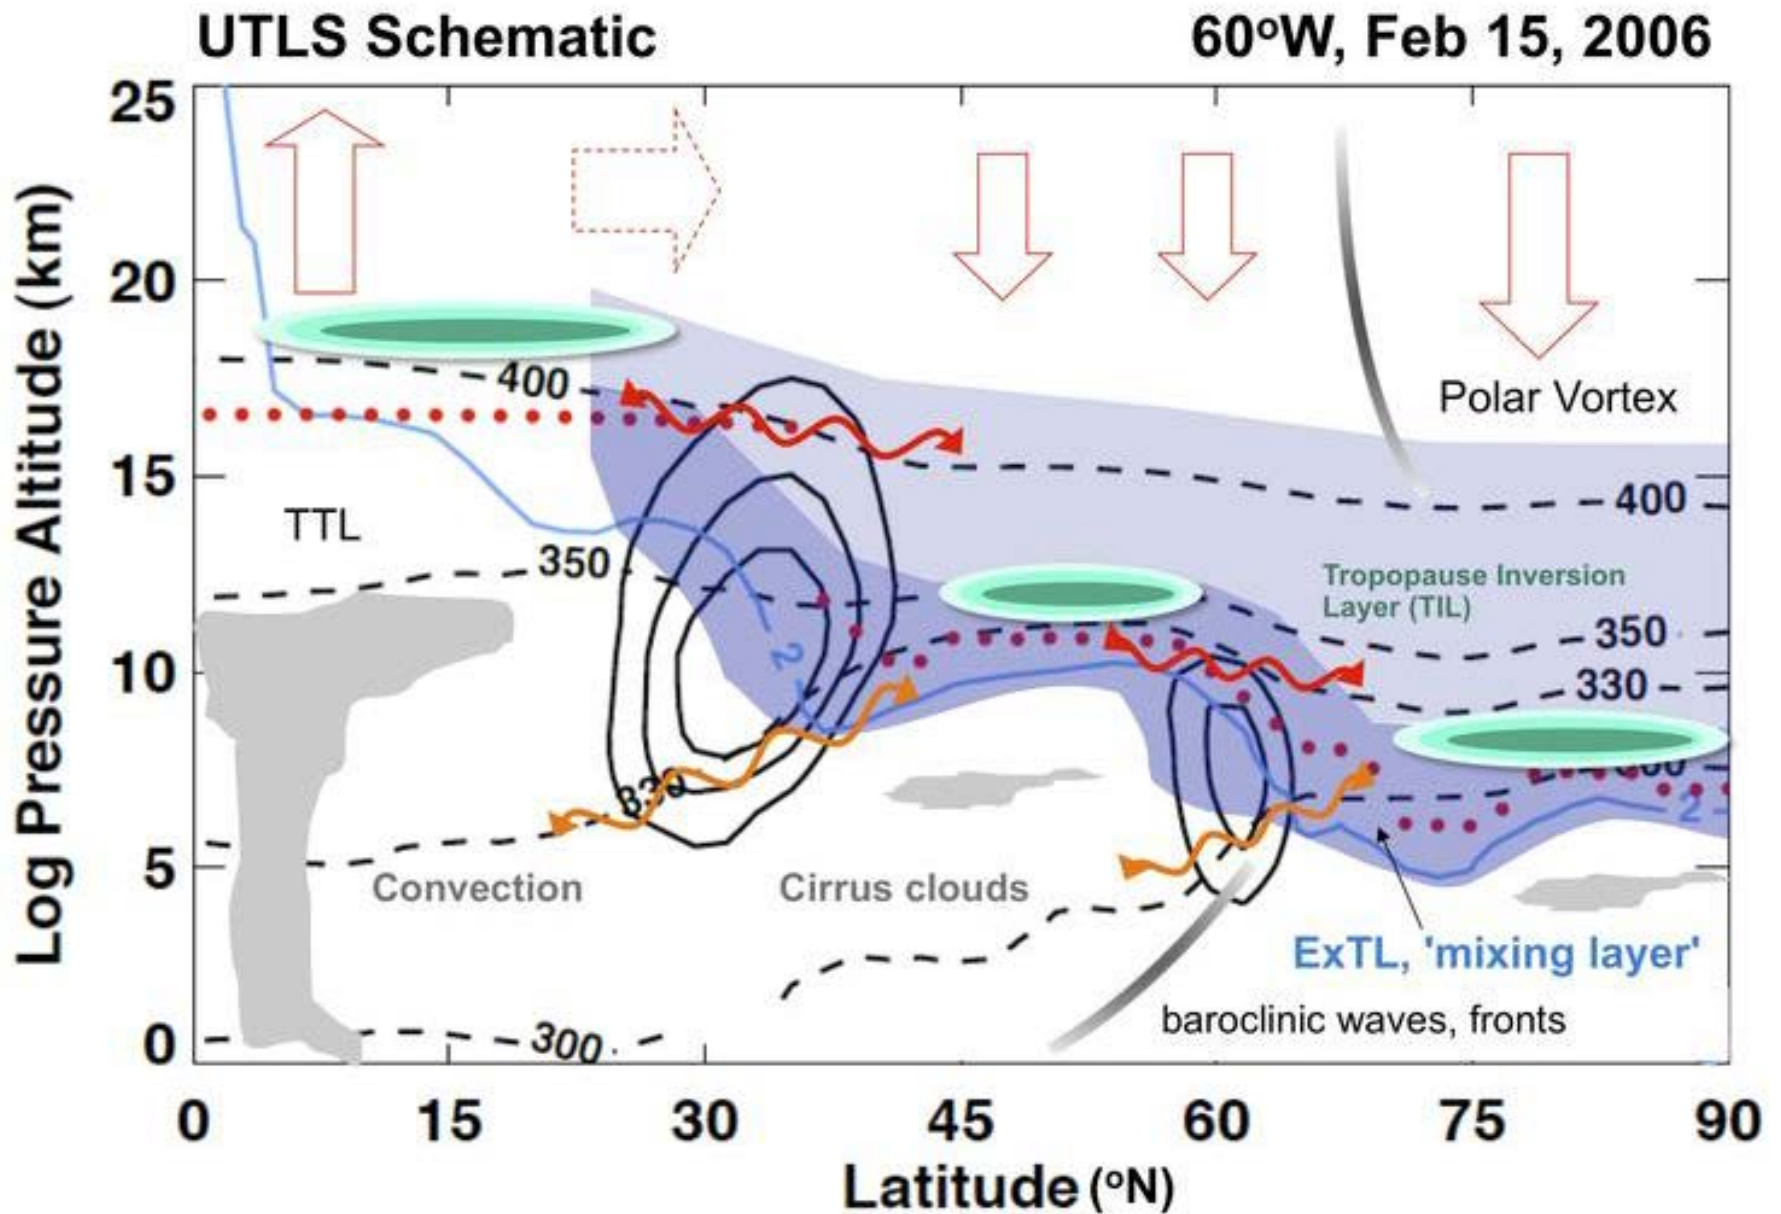 UTLS Schematic
60°W, Feb 15, 2006
25
20
15
10
5
0
Log Pressure Altitude (km)
400
Polar Vortex
400
TTL
350
Tropopause Inversion
Layer (TIL)
350
2
330
330
2
Convection
Cirrus clouds
ExTL, 'mixing layer'
baroclinic waves, fronts
300
0
15
30
45
60
75
90
Latitude (°N)